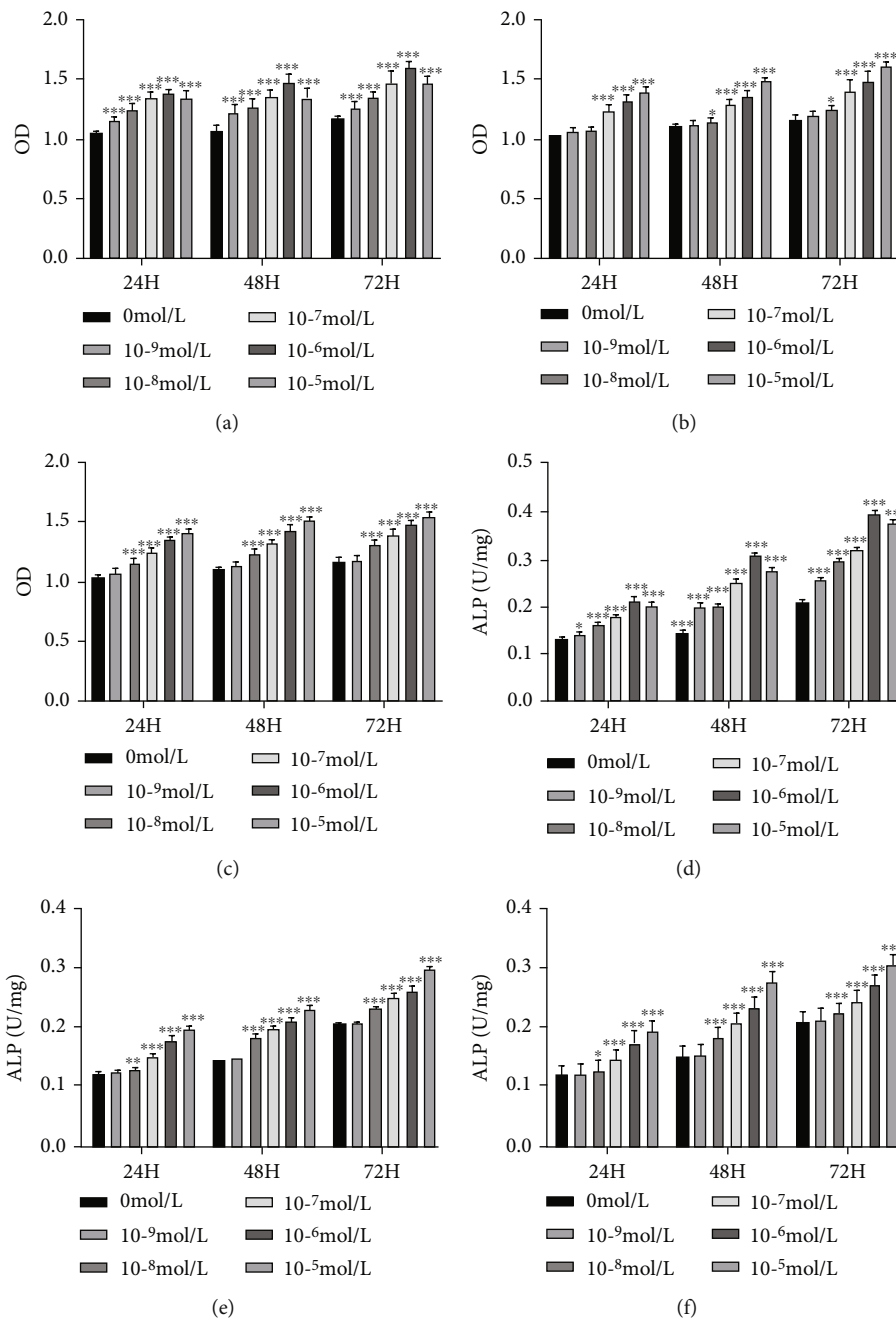 2.0
1.5
1.0
0.5
0.0
OD
*** *** *** *** *** *** *** *** *** *** *** *** *** *** ***
24H 48H 72H
0mol/L 10-⁷mol/L
10-⁹mol/L 10-⁶mol/L
10-⁸mol/L 10-⁵mol/L
(a)
2.0
1.5
1.0
0.5
0.0
OD
*** *** *** * *** *** *** * *** *** ***
24H 48H 72H
0mol/L 10-⁷mol/L
10-⁹mol/L 10-⁶mol/L
10-⁸mol/L 10-⁵mol/L
(b)
2.0
1.5
1.0
0.5
0.0
OD
*** *** *** *** *** *** *** *** *** *** *** ***
24H 48H 72H
0mol/L 10-⁷mol/L
10-⁹mol/L 10-⁶mol/L
10-⁸mol/L 10-⁵mol/L
(c)
0.5
0.4
0.3
0.2
0.1
0.0
ALP (U/mg)
* *** *** *** *** *** *** *** *** *** *** *** *** *** *** **
24H 48H 72H
0mol/L 10-⁷mol/L
10-⁹mol/L 10-⁶mol/L
10-⁸mol/L 10-⁵mol/L
(d)
0.4
0.3
0.2
0.1
0.0
ALP (U/mg)
** *** *** *** *** *** *** *** *** *** *** ***
24H 48H 72H
0mol/L 10-⁷mol/L
10-⁹mol/L 10-⁶mol/L
10-⁸mol/L 10-⁵mol/L
(e)
0.4
0.3
0.2
0.1
0.0
ALP (U/mg)
* *** *** *** *** *** *** *** *** *** *** **
24H 48H 72H
0mol/L 10-⁷mol/L
10-⁹mol/L 10-⁶mol/L
10-⁸mol/L 10-⁵mol/L
(f)